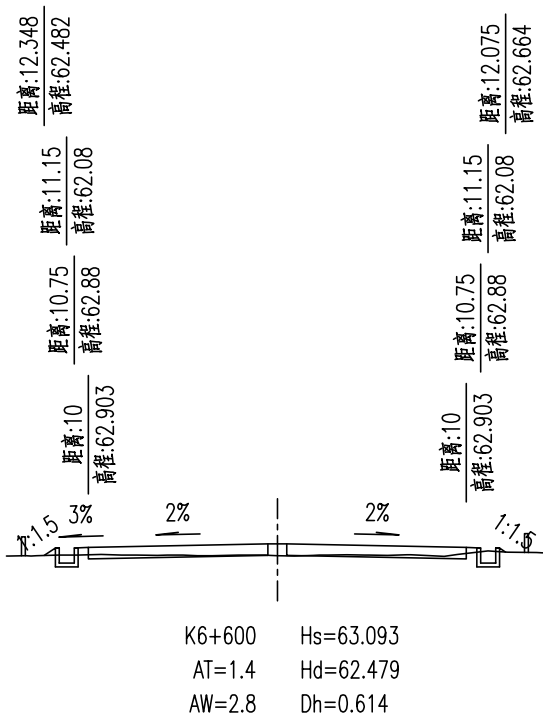 距离:12.348
高程:62.482
距离:12.075
高程:62.664
距离:11.15
高程:62.08
距离:11.15
高程:62.08
距离:10.75
高程:62.88
距离:10.75
高程:62.88
距离:10
高程:62.903
距离:10
高程:62.903
1:1.5
3%
2%
2%
1:1.5
K6+600
Hs=63.093
AT=1.4
Hd=62.479
AW=2.8
Dh=0.614